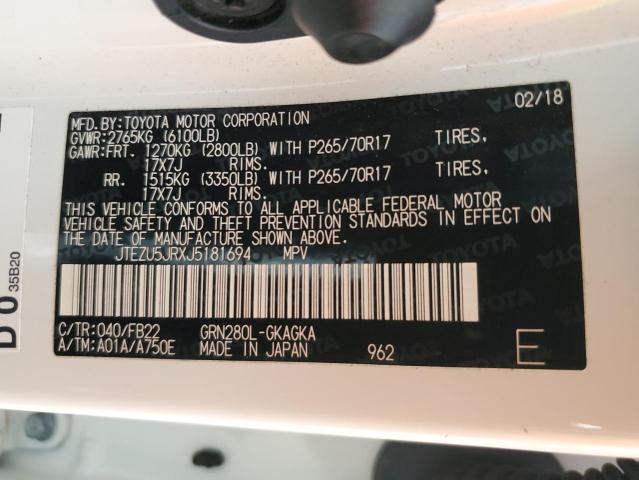 MFD.BY:TOYOTA MOTOR CORPORATION 02/18
GVWR:2765KG (6100LB)
GAWR:FRT. 1270KG (2800LB) WITH P265/70R17 TIRES,
17X7J RIMS.
RR. 1515KG (3350LB) WITH P265/70R17 TIRES,
17X7J RIMS.
THIS VEHICLE CONFORMS TO ALL APPLICABLE FEDERAL MOTOR
VEHICLE SAFETY AND THEFT PREVENTION STANDARDS IN EFFECT ON
THE DATE OF MANUFACTURE SHOWN ABOVE.
JTEZU5JRXJ5181694 MPV
C/TR:040/FB22 GRN280L-GKAGKA
A/TM:A01A/A750E MADE IN JAPAN 962 E
35B20